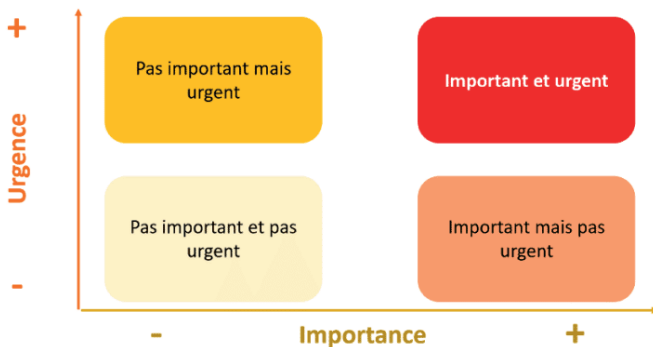 +
Urgence
-
Pas important mais
urgent
Important et urgent
Pas important et pas
urgent
Important mais pas
urgent
-
Importance
+